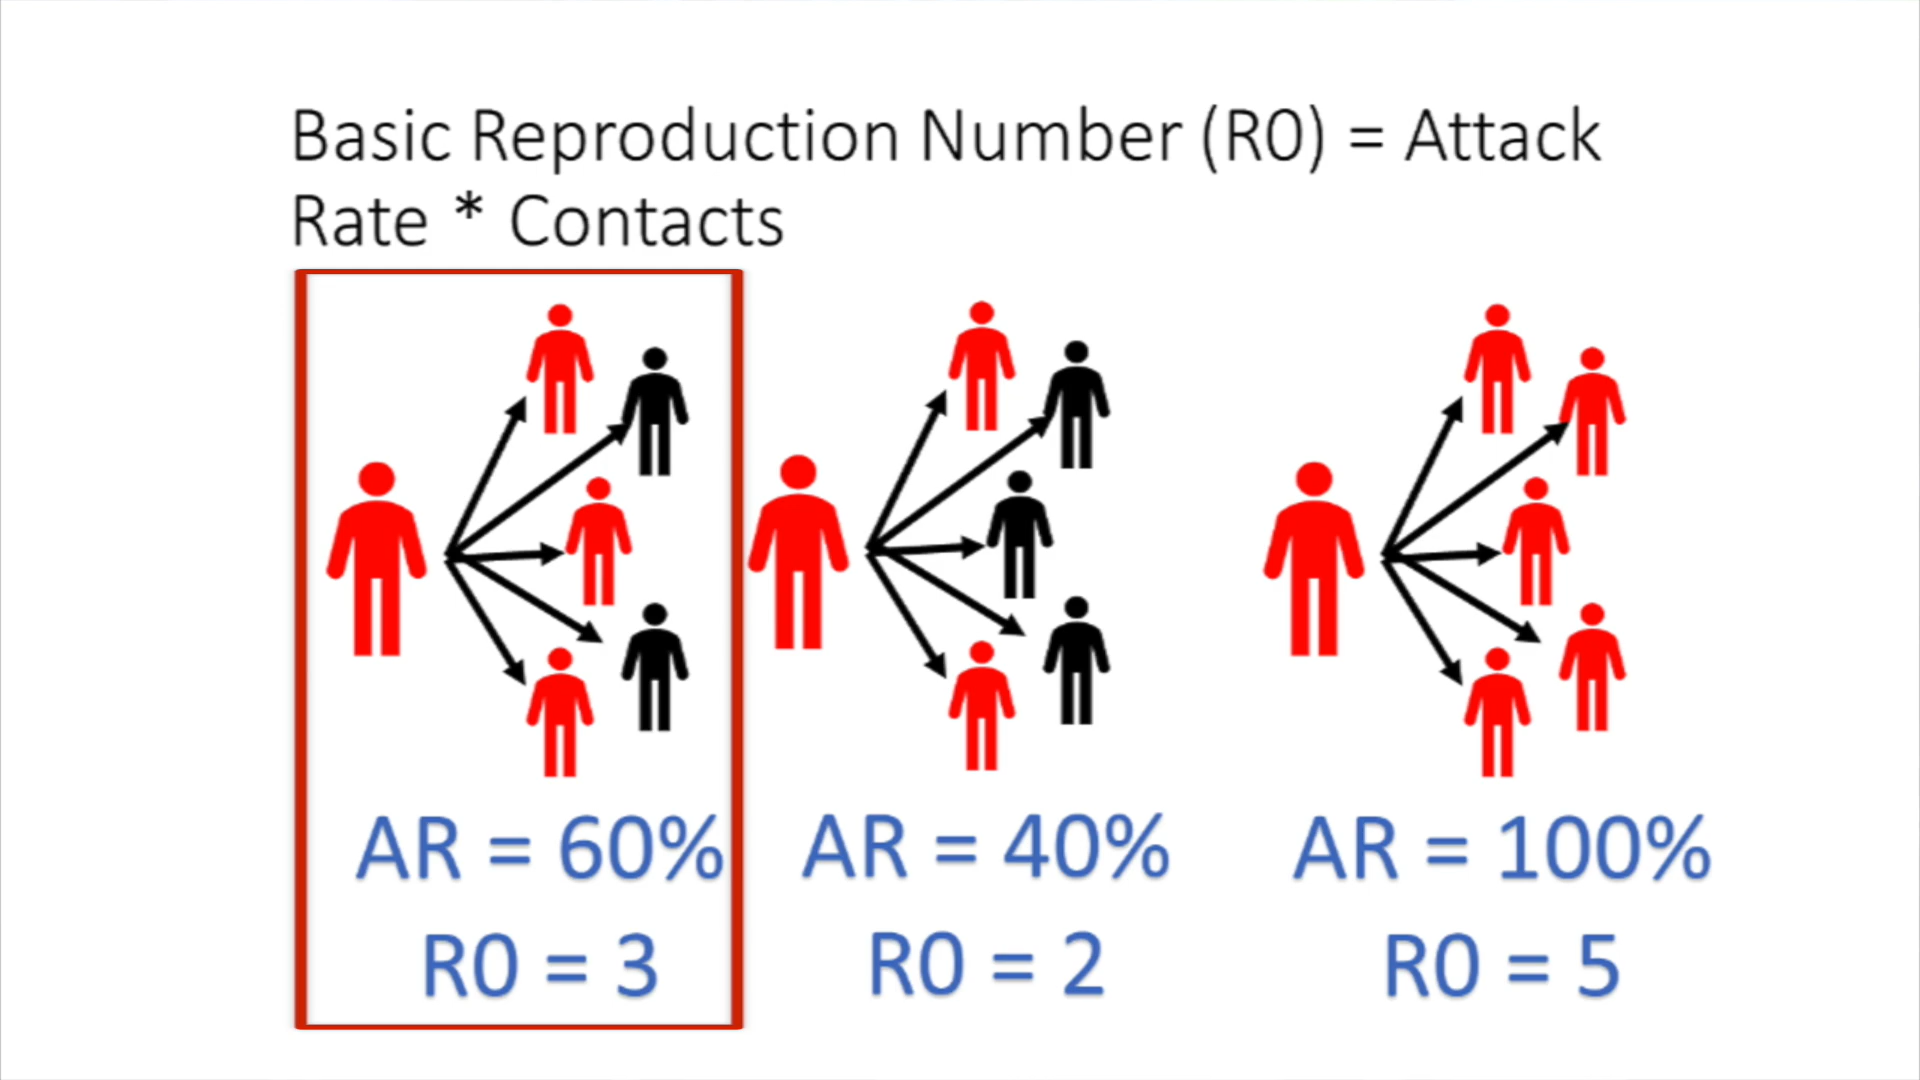 Basic Reproduction Number (R0) = Attack
Rate * Contacts
AR = 60%
R0 = 3
AR = 40%
R0 = 2
AR = 100%
R0 = 5